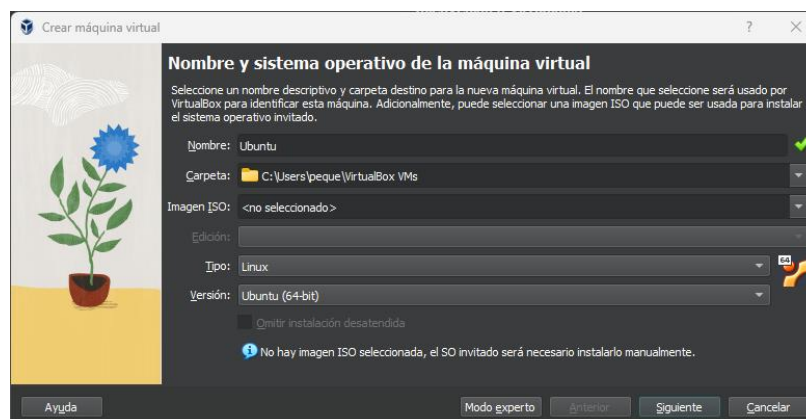 Crear máquina virtual
Nombre y sistema operativo de la máquina virtual
Seleccione un nombre descriptivo y carpeta destino para la nueva máquina virtual. El nombre que seleccione será usado por
VirtualBox para identificar esta máquina. Adicionalmente, puede seleccionar una imagen ISO que puede ser usada para instalar
el sistema operativo invitado.
Nombre: Ubuntu
Carpeta: C:\Users\peque\VirtualBox VMs
Imagen ISO: <no seleccionado>
Edición:
Tipo: Linux
64
Versión: Ubuntu (64-bit)
Omitir instalación desatendida
No hay imagen ISO seleccionada, el SO invitado será necesario instalarlo manualmente.
Ayuda Modo experto Anterior Siguiente Cancelar